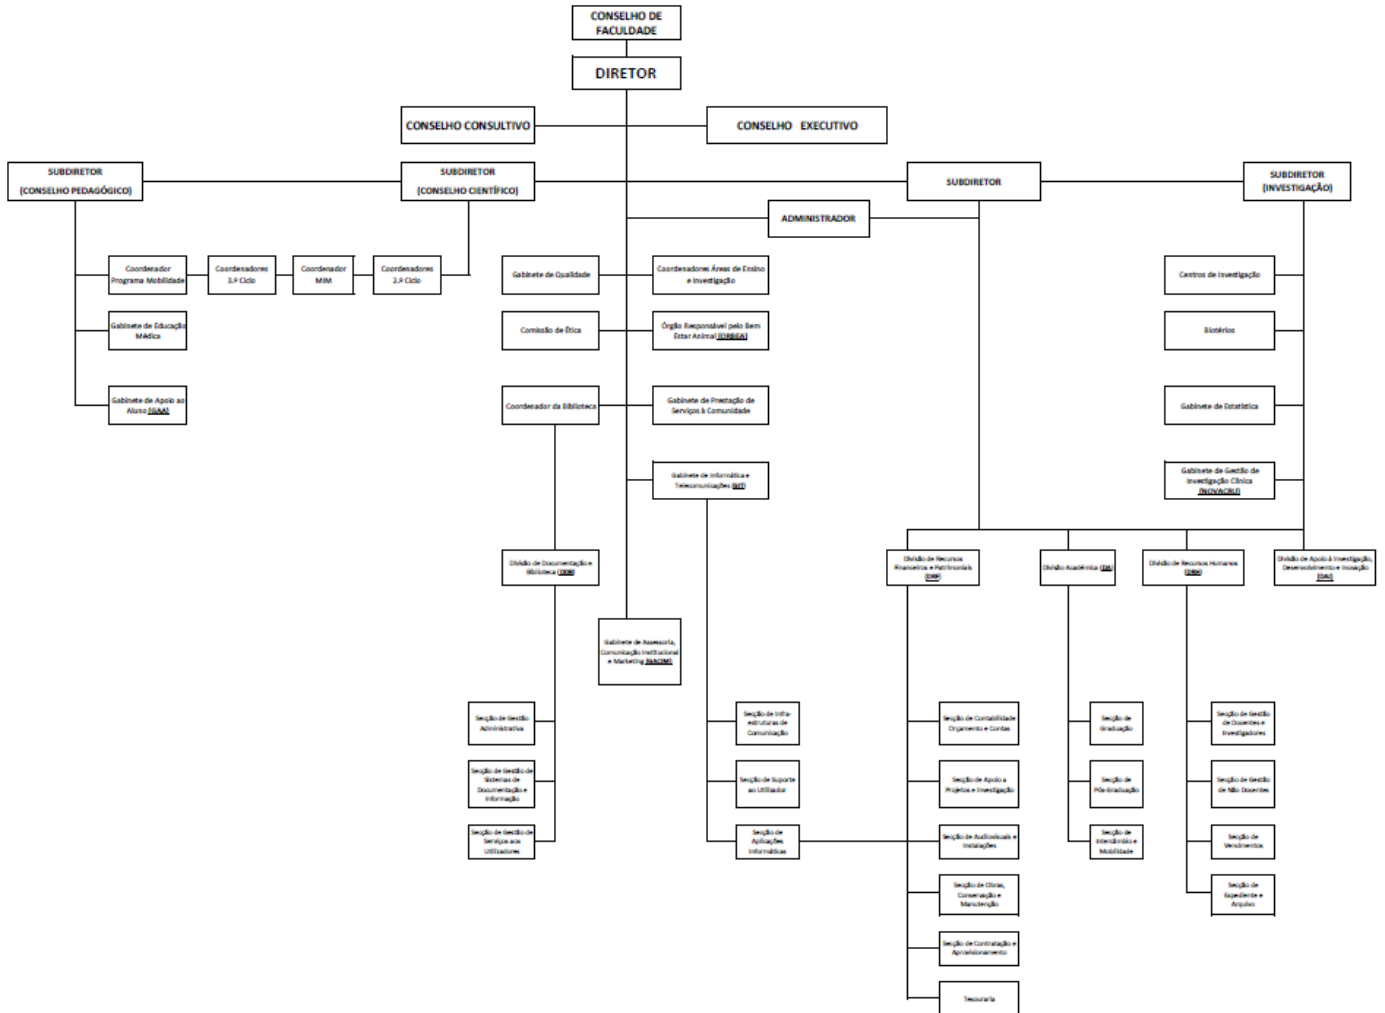 CONSELHO DE
FACULDADE
DIRETOR
CONSELHO CONSULTIVO
CONSELHO EXECUTIVO
SUBDIRETOR
(CONSELHO PEDAGÓGICO)
SUBDIRETOR
(CONSELHO CIENTÍFICO)
SUBDIRETOR
SUBDIRETOR
(INVESTIGAÇÃO)
ADMINISTRADOR
Coordenador
Programa Mobilidade
Coordenadores
3.º Ciclo
Coordenador
MIM
Coordenadores
2.º Ciclo
Gabinete de Qualidade
Coordenadores Áreas de Ensino
e Investigação
Centros de Investigação
Gabinete de Educação
Médica
Comissão de Ética
Órgão Responsável pelo Bem
Estar Animal (ORBEA)
Biotérios
Gabinete de Apoio ao
Aluno (GAA)
Coordenador da Biblioteca
Gabinete de Prestação de
Serviços à Comunidade
Gabinete de Estatística
Gabinete de Informática e
Telecomunicações (GIT)
Gabinete de Gestão de
Investigação Clínica
(NOVACRU)
Divisão de Documentação e
Biblioteca (DDB)
Divisão de Recursos
Financeiros e Patrimoniais
(DRF)
Divisão Académica (DA)
Divisão de Recursos Humanos
(DRH)
Divisão de Apoio à Investigação,
Desenvolvimento e Inovação
(DAI)
Gabinete de Assessoria,
Comunicação Institucional
e Marketing (GACIM)
Secção de Gestão
Administrativa
Secção de Infra-
estruturas de
Comunicação
Secção de Contabilidade
Orçamento e Contas
Secção de
Graduação
Secção de Gestão
de Docentes e
Investigadores
Secção de Gestão de
Sistemas de
Documentação e
Informação
Secção de Suporte
ao Utilizador
Secção de Apoio a
Projetos e Investigação
Secção de
Pós-Graduação
Secção de Gestão
de Não Docentes
Secção de Gestão de
Serviços aos
Utilizadores
Secção de
Aplicações
Informáticas
Secção de Audiovisuais e
Instalações
Secção de
Intercâmbio e
Mobilidade
Secção de
Vencimentos
Secção de Obras,
Conservação e
Manutenção
Secção de
Expediente e
Arquivo
Secção de Contratação e
Aprovisionamento
Tesouraria